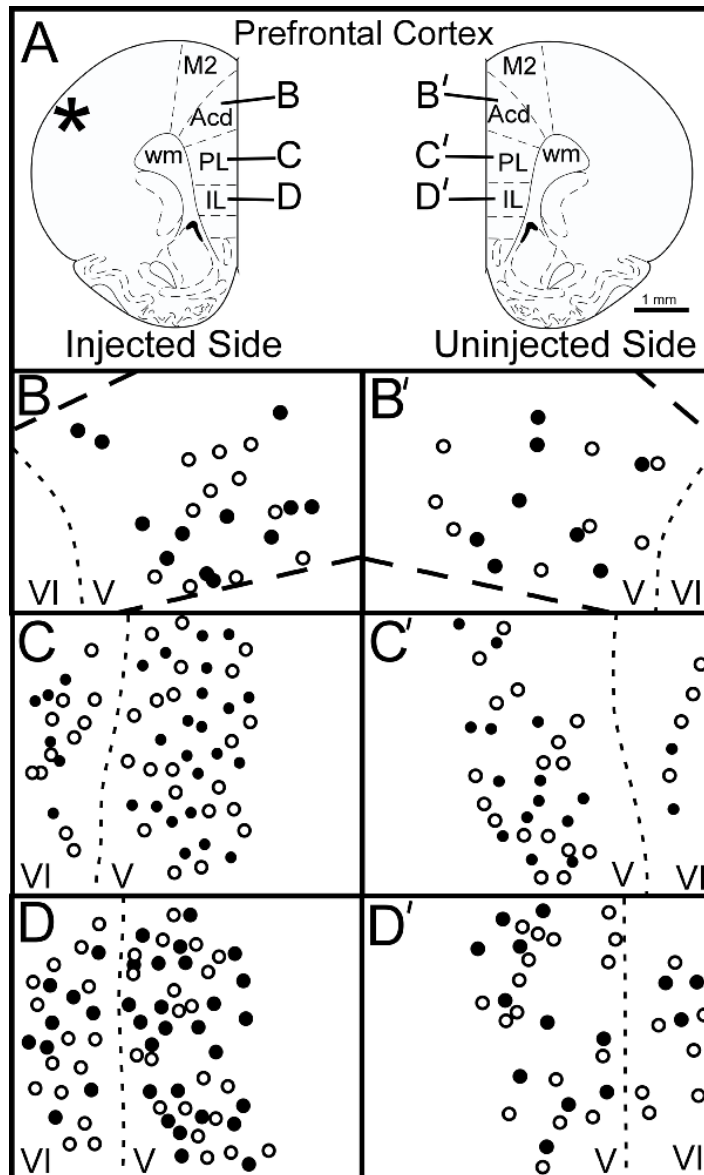 A
Prefrontal Cortex
M2 M2
* B B′
Acd Acd
wm PL C C′ PL wm
IL D D′ IL
1 mm
Injected Side Uninjected Side
B B′
VI V V VI
C C′
VI V V VI
D D′
VI V V VI